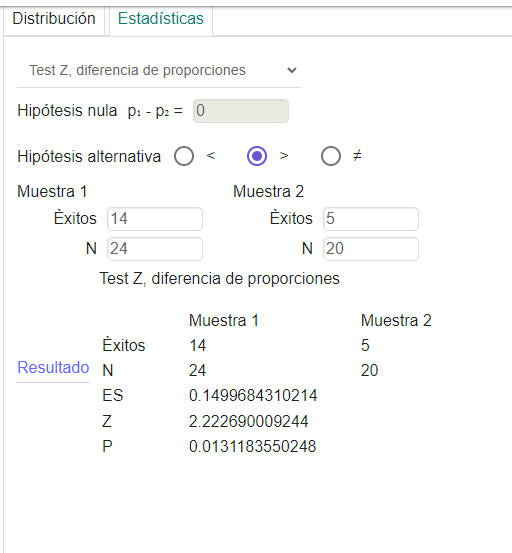 Distribución Estadísticas
Test Z, diferencia de proporciones
Hipótesis nula p₁ - p₂ = 0
Hipótesis alternativa < > ≠
Muestra 1 Muestra 2
Èxitos 14 Èxitos 5
N 24 N 20
Test Z, diferencia de proporciones
Muestra 1 Muestra 2
Èxitos 14 5
Resultado N 24 20
ES 0.1499684310214
Z 2.222690009244
P 0.0131183550248